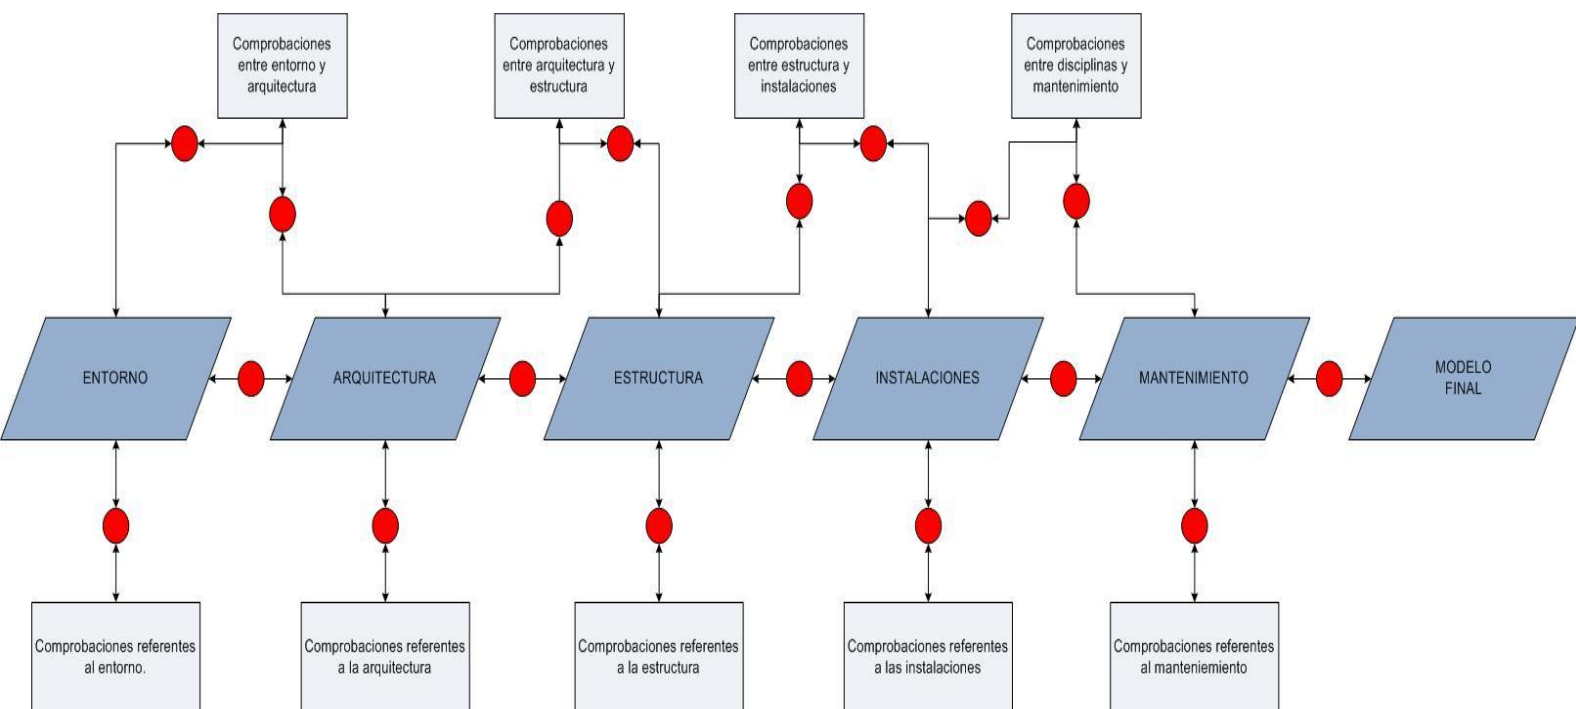 Comprobaciones
entre entorno y
arquitectura
Comprobaciones
entre arquitectura y
estructura
Comprobaciones
entre estructura y
instalaciones
Comprobaciones
entre disciplinas y
mantenimiento
ENTORNO
ARQUITECTURA
ESTRUCTURA
INSTALACIONES
MANTENIMIENTO
MODELO
FINAL
Comprobaciones referentes
al entorno.
Comprobaciones referentes
a la arquitectura
Comprobaciones referentes
a la estructura
Comprobaciones referentes
a las instalaciones
Comprobaciones referentes
al manteniemiento